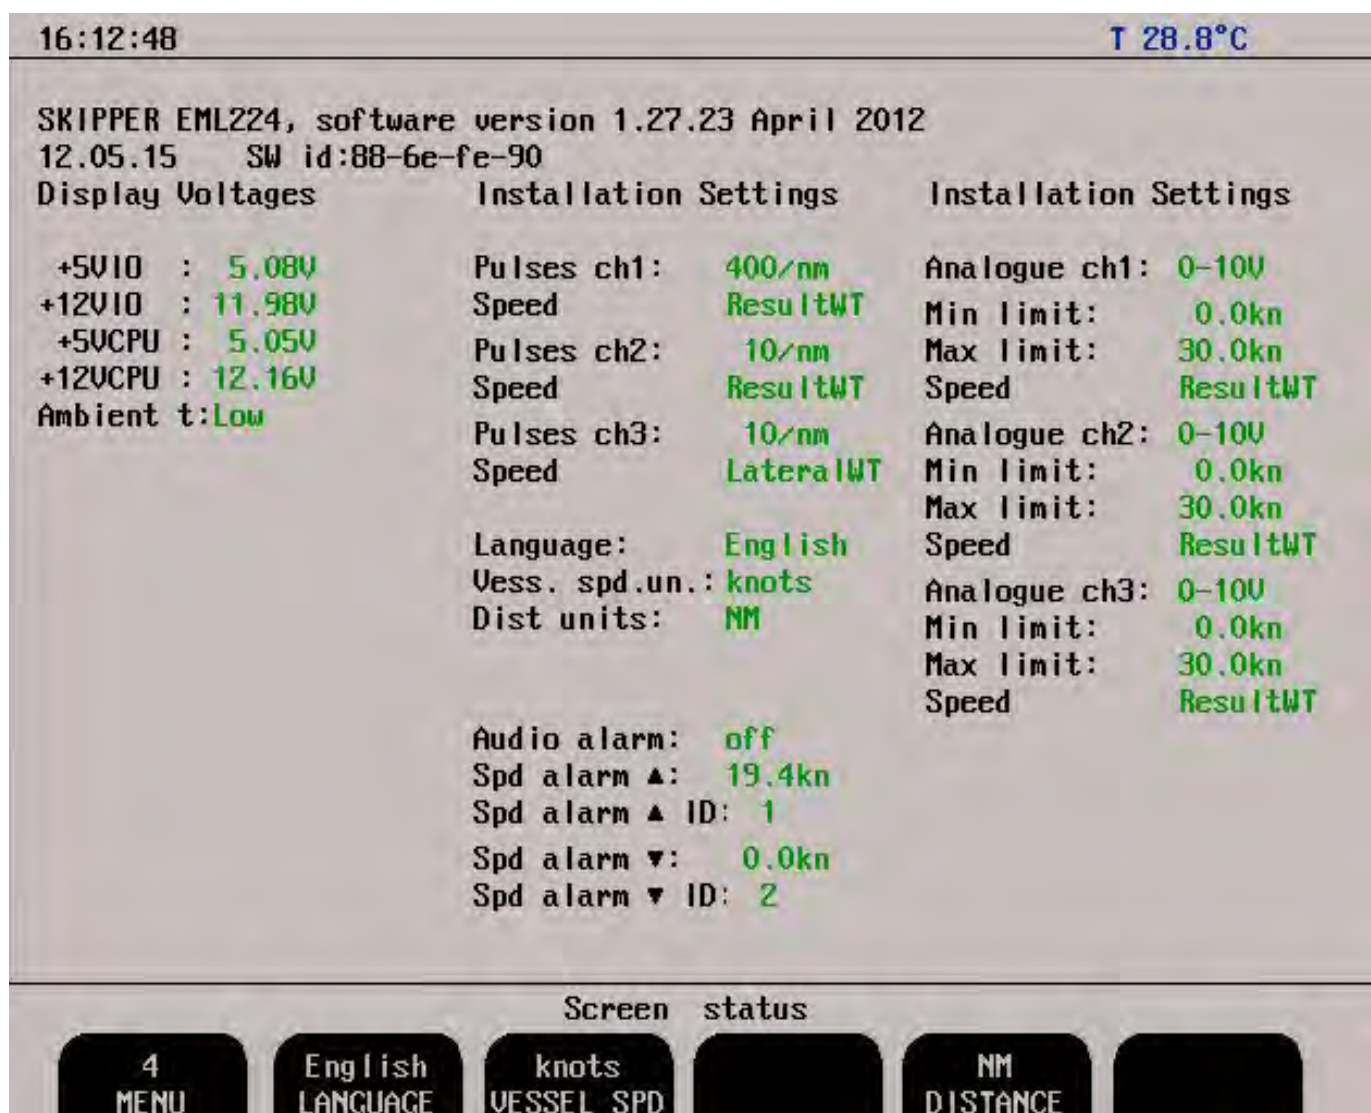 16:12:48
T 28.8°C
SKIPPER EML224, software version 1.27.23 April 2012
12.05.15 SW id:88-6e-fe-90
Display Voltages
+5VIO : 5.08V
+12VIO : 11.98V
+5VCPU : 5.05V
+12VCPU : 12.16V
Ambient t:Low
Installation Settings
Pulses ch1: 400/nm
Speed ResultWT
Pulses ch2: 10/nm
Speed ResultWT
Pulses ch3: 10/nm
Speed LateralWT
Language: English
Vess. spd.un.: knots
Dist units: NM
Audio alarm: off
Spd alarm ▲: 19.4kn
Spd alarm ▲ ID: 1
Spd alarm ▼: 0.0kn
Spd alarm ▼ ID: 2
Installation Settings
Analogue ch1: 0-10V
Min limit: 0.0kn
Max limit: 30.0kn
Speed ResultWT
Analogue ch2: 0-10V
Min limit: 0.0kn
Max limit: 30.0kn
Speed ResultWT
Analogue ch3: 0-10V
Min limit: 0.0kn
Max limit: 30.0kn
Speed ResultWT
Screen status
4
MENU
English
LANGUAGE
knots
VESSEL SPD
NM
DISTANCE